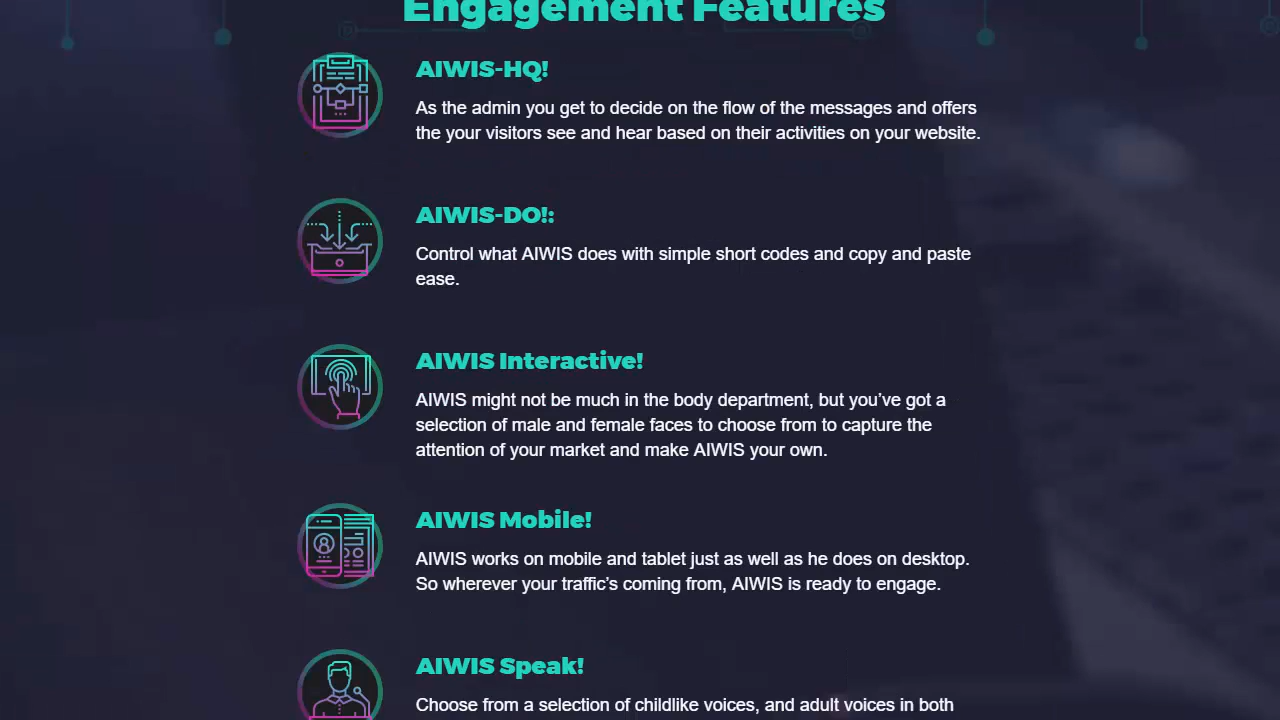 Engagement Features
AIWIS-HQ!
As the admin you get to decide on the flow of the messages and offers
the your visitors see and hear based on their activities on your website.
AIWIS-DO!:
Control what AIWIS does with simple short codes and copy and paste
ease.
AIWIS Interactive!
AIWIS might not be much in the body department, but you’ve got a
selection of male and female faces to choose from to capture the
attention of your market and make AIWIS your own.
AIWIS Mobile!
AIWIS works on mobile and tablet just as well as he does on desktop.
So wherever your traffic’s coming from, AIWIS is ready to engage.
AIWIS Speak!
Choose from a selection of childlike voices, and adult voices in both